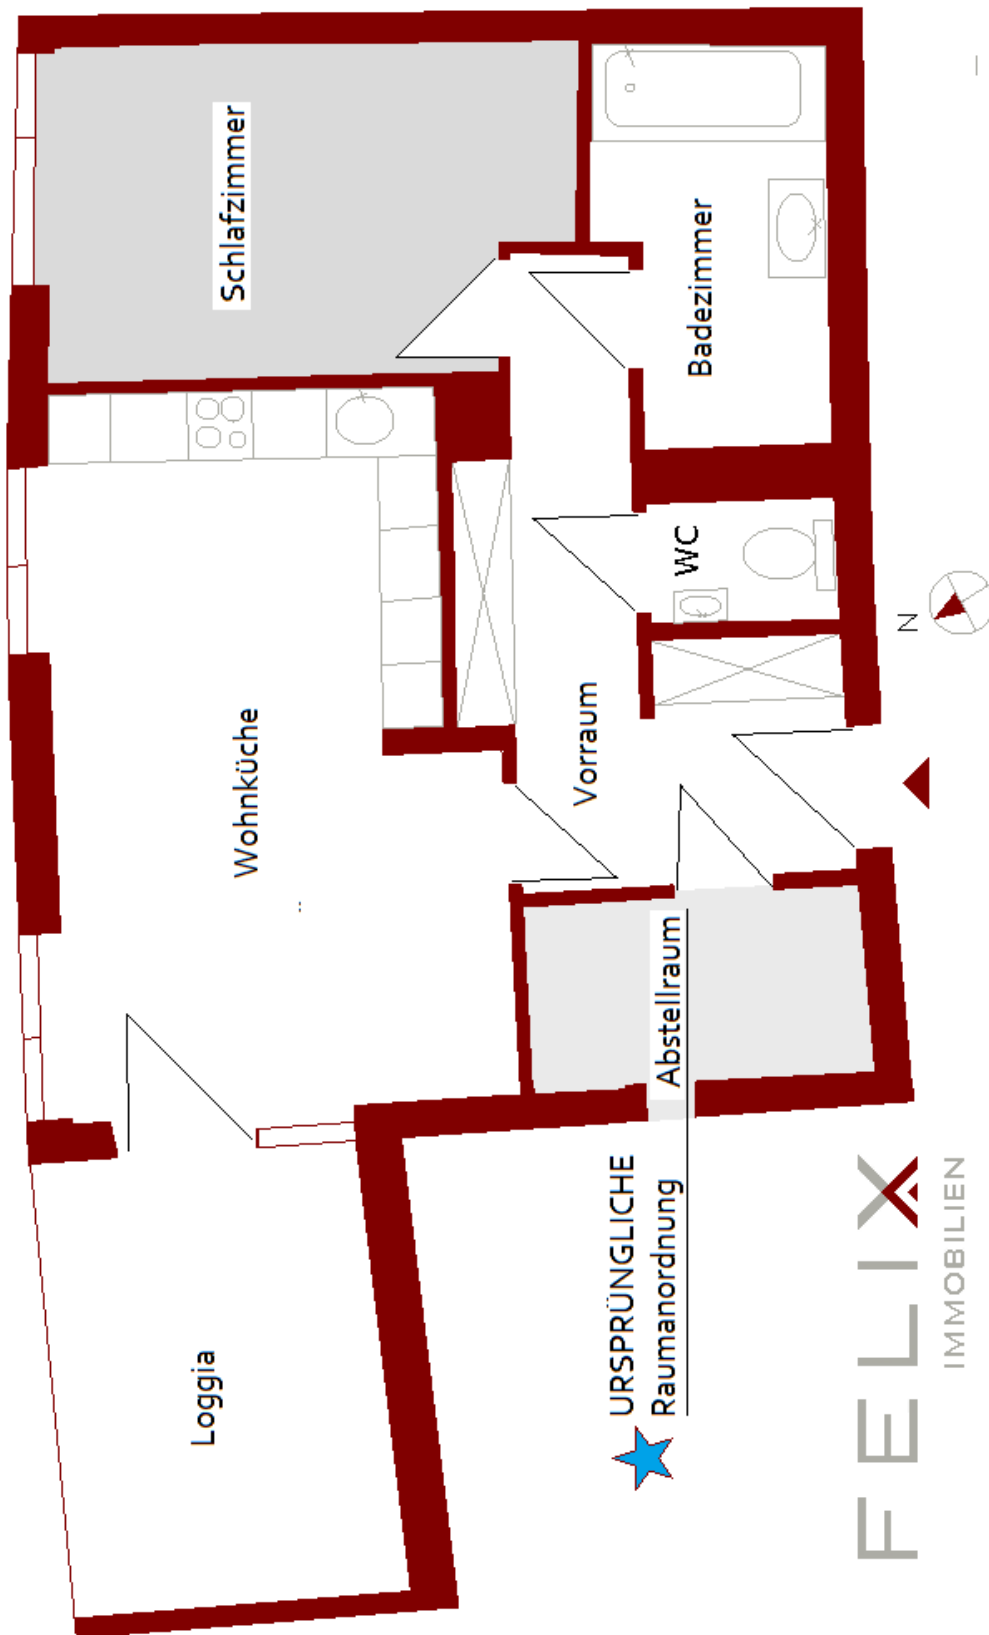 Loggia
Wohnküche
Schlafzimmer
URSPRÜNGLICHE
Raumanordnung
Abstellraum
Vorraum
WC
Badezimmer
N
FELIX
IMMOBILIEN